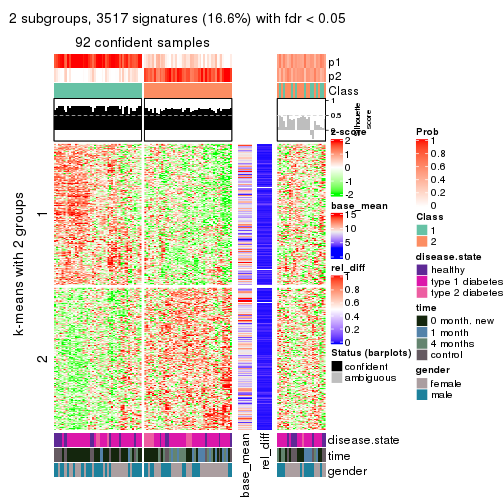 2 subgroups, 3517 signatures (16.6%) with fdr < 0.05
92 confident samples
p1
p2
Class
1
0.5
0
Silhouette
score
z-score
2
1
0
-1
-2
base_mean
15
10
5
0
rel_diff
1
0.8
0.6
0.4
0.2
0
Status (barplots)
confident
ambiguous
Prob
1
0.8
0.6
0.4
0.2
0
Class
1
2
disease.state
healthy
type 1 diabetes
type 2 diabetes
time
0 month. new
1 month
4 months
control
gender
female
male
k-means with 2 groups
1
2
disease.state
time
gender
base_mean
rel_diff